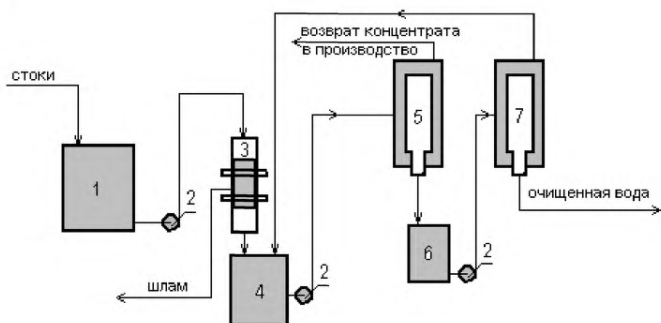 возврат концентрата
в производство
стоки
1
2
3
5
7
очищенная вода
шлам
4
2
6
2